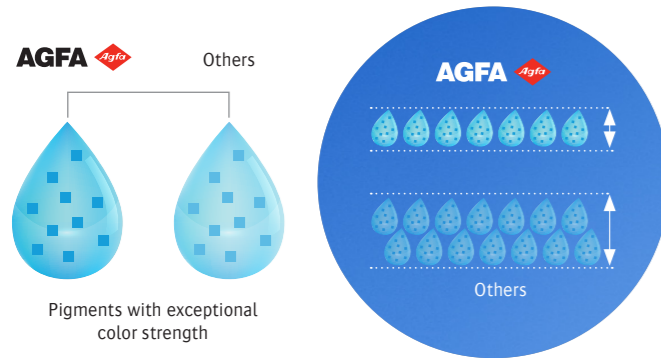 AGFA Agfa
Others
Pigments with exceptional
color strength
AGFA Agfa
Others